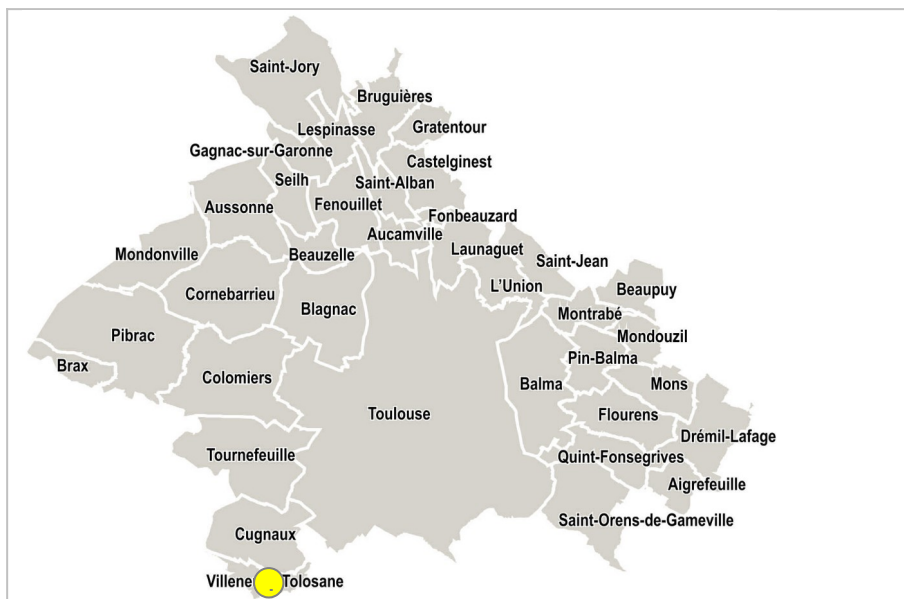 Saint-Jory
Bruguières
Lespinasse
Gratentour
Gagnac-sur-Garonne
Castelginest
Seilh
Saint-Alban
Aussonne
Fenouillet
Fonbeauzard
Aucamville
Launaguet
Mondonville
Beauzelle
Saint-Jean
L'Union
Beaupuy
Cornebarrieu
Blagnac
Montrabé
Pibrac
Mondouzil
Pin-Balma
Brax
Colomiers
Balma
Mons
Toulouse
Flourens
Drémil-Lafage
Tournefeuille
Quint-Fonsegrives
Aigrefeuille
Saint-Orens-de-Gameville
Cugnaux
Tolosane